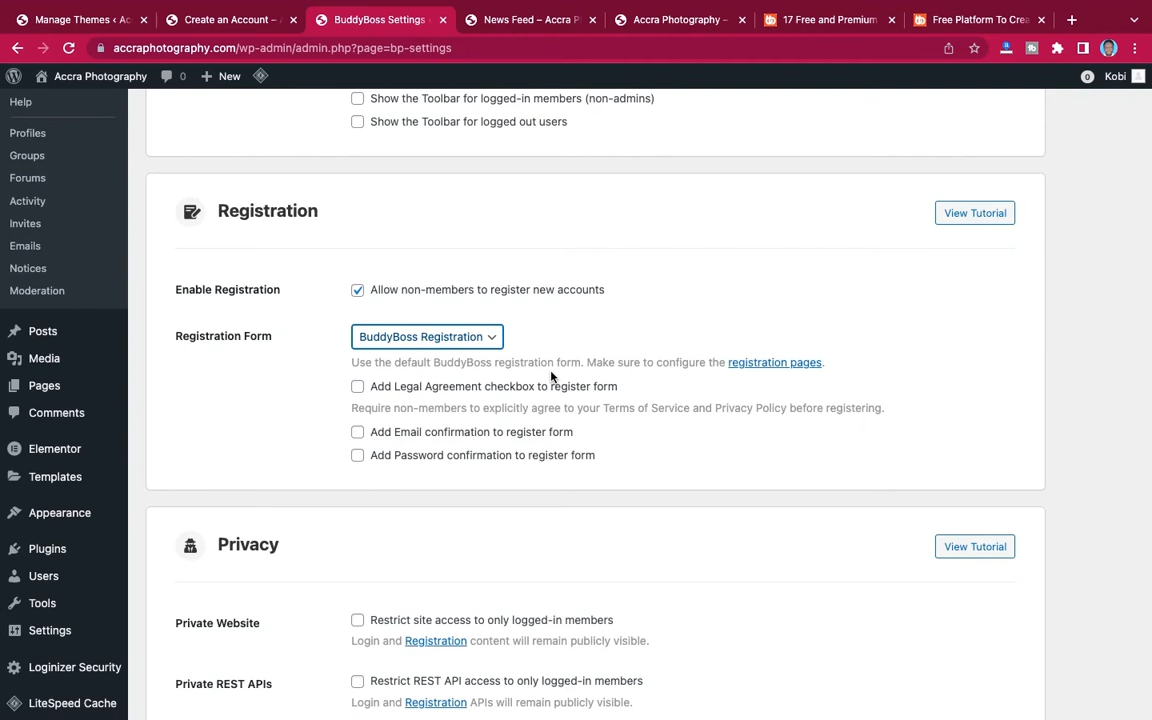 Manage Themes ‹ Ac
Create an Account –
BuddyBoss Settings ‹
News Feed – Accra P
Accra Photography –
17 Free and Premium
Free Platform To Crea
accraphotography.com/wp-admin/admin.php?page=bp-settings
Accra Photography
0
New
0
Kobi
Help
Profiles
Groups
Forums
Activity
Invites
Emails
Notices
Moderation
Posts
Media
Pages
Comments
Elementor
Templates
Appearance
Plugins
Users
Tools
Settings
Loginizer Security
LiteSpeed Cache
Show the Toolbar for logged-in members (non-admins)
Show the Toolbar for logged out users
Registration
View Tutorial
Enable Registration
Allow non-members to register new accounts
Registration Form
BuddyBoss Registration
Use the default BuddyBoss registration form. Make sure to configure the registration pages.
Add Legal Agreement checkbox to register form
Require non-members to explicitly agree to your Terms of Service and Privacy Policy before registering.
Add Email confirmation to register form
Add Password confirmation to register form
Privacy
View Tutorial
Private Website
Restrict site access to only logged-in members
Login and Registration content will remain publicly visible.
Private REST APIs
Restrict REST API access to only logged-in members
Login and Registration APIs will remain publicly visible.